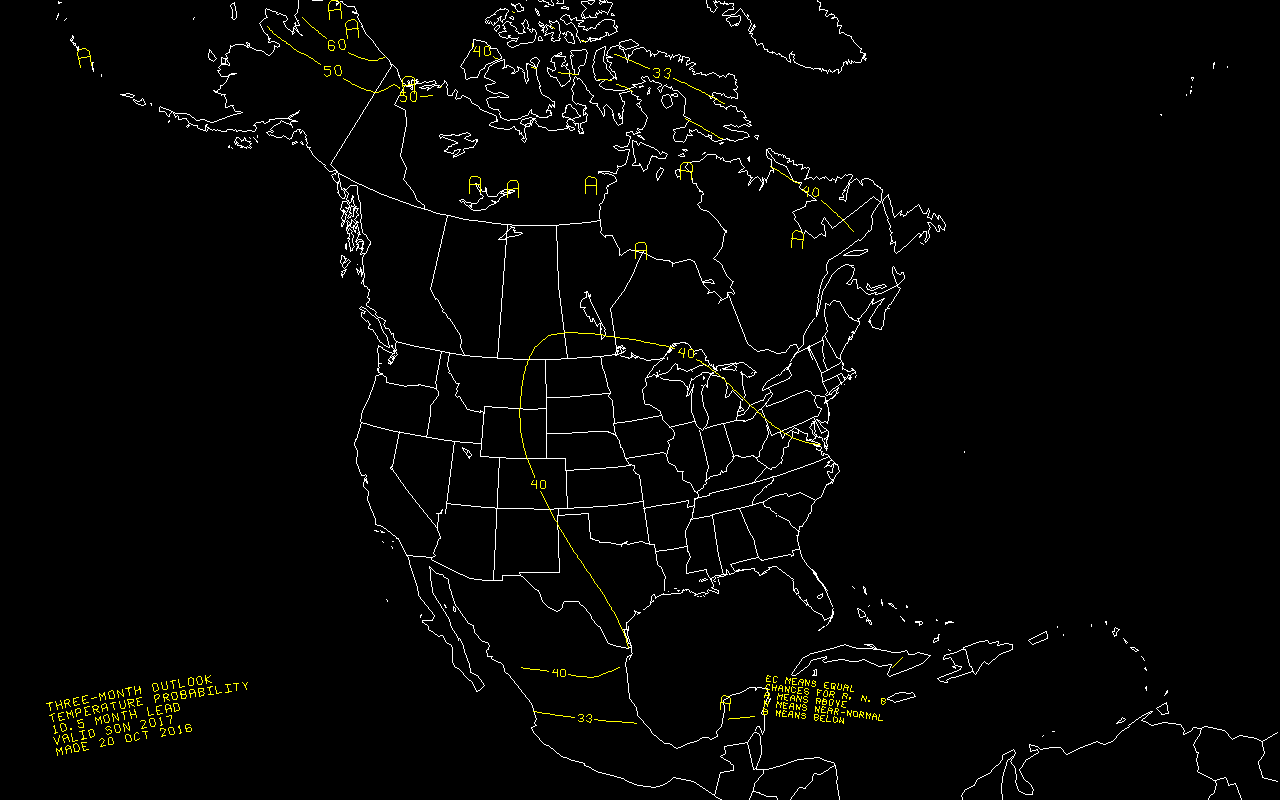 A
A
60
A
50
A
50
40
33
A
A
A
A
40
A
A
40
40
40
33
A
THREE-MONTH OUTLOOK
TEMPERATURE PROBABILITY
10.5 MONTH LEAD
VALID SON 2017
MADE 20 OCT 2016
EC MEANS EQUAL
CHANCES FOR A, N, B
A MEANS ABOVE
N MEANS NEAR-NORMAL
B MEANS BELOW